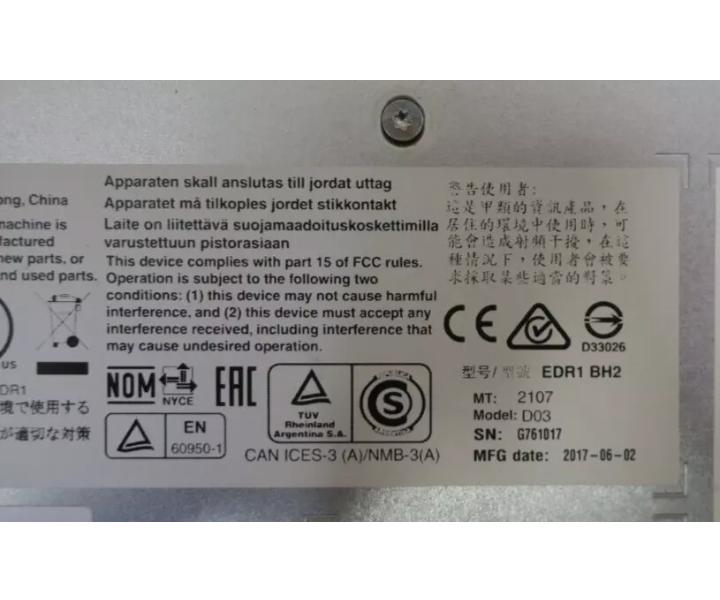 ong, China
machine is
factured
new parts, or
nd used parts.
US
EDR1
境で使用する
が適切な対策
Apparaten skall anslutas till jordat uttag
Apparatet må tilkoples jordet stikkontakt
Laite on liitettävä suojamaadoituskoskettimilla
varustettuun pistorasiaan
This device complies with part 15 of FCC rules.
Operation is subject to the following two
conditions: (1) this device may not cause harmful
interference, and (2) this device must accept any
interference received, including interference that
may cause undesired operation.
NOM
NYCE
EAC
EN
60950-1
TÜV
Rheinland
Argentina S.A.
S
CAN ICES-3 (A)/NMB-3(A)
警告使用者:
這是甲類的資訊產品，在
居住的環境中使用時，可
能會造成射頻干擾，在這
種情況下，使用者會被要
求採取某些適當的對策。
CE
D33026
型号/型號 EDR1 BH2
MT: 2107
Model: D03
SN: G761017
MFG date: 2017-06-02